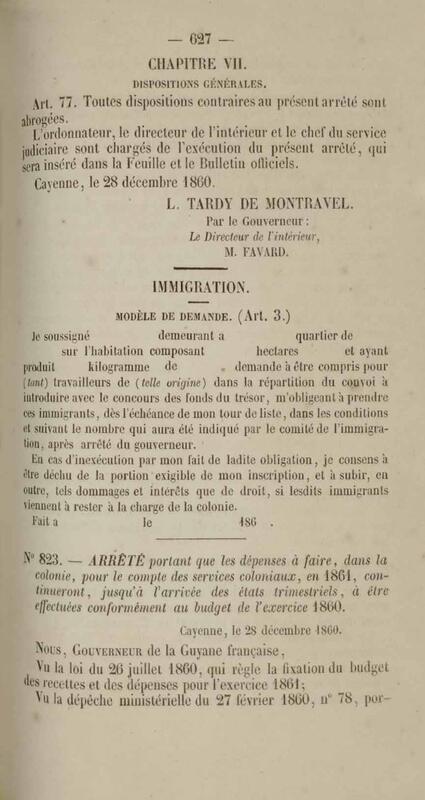 — 627 —
CHAPITRE VII.
DISPOSITIONS GÉNÉRALES.
Art. 77. Toutes dispositions contraires au présent arrêté sont
abrogées.
L'ordonnateur, le directeur de l'intérieur et le chef du service
judiciaire sont chargés de l'exécution du présent arrêté, qui
sera inséré dans la Feuille et le Bulletin officiels.
Cayenne, le 28 décembre 1860.
L. TARDY DE MONTRAVEL.
Par le Gouverneur :
Le Directeur de l'intérieur,
M. FAVARD.
IMMIGRATION.
MODÈLE DE DEMANDE. (Art. 3.)
Je soussigné demeurant a quartier de
sur l'habitation composant hectares et ayant
produit kilogramme de demande à être compris pour
(tant) travailleurs de (telle origine) dans la répartition du convoi à
introduire avec le concours des fonds du trésor, m'obligeant à prendre
ces immigrants, dès l'échéance de mon tour de liste, dans les conditions
et suivant le nombre qui aura été indiqué par le comité de l'immigra-
tion, après arrêté du gouverneur.
En cas d'inexécution par mon fait de ladite obligation, je consens à
être déchu de la portion exigible de mon inscription, et à subir, en
outre, tels dommages et intérêts que de droit, si lesdits immigrants
viennent à rester à la charge de la colonie.
Fait a le 186 .
N° 823. — ARRÊTÉ portant que les dépenses à faire, dans la
colonie, pour le compte des services coloniaux, en 1861, con-
tinueront, jusqu'à l'arrivée des états trimestriels, à être
effectuées conformément au budget de l'exercice 1860.
Cayenne, le 28 décembre 1860.
NOUS, GOUVERNEUR de la Guyane française,
Vu la loi du 26 juillet 1860, qui règle la fixation du budget
des recettes et des dépenses pour l'exercice 1861;
Vu la dépêche ministérielle du 27 février 1860, n° 78, por-